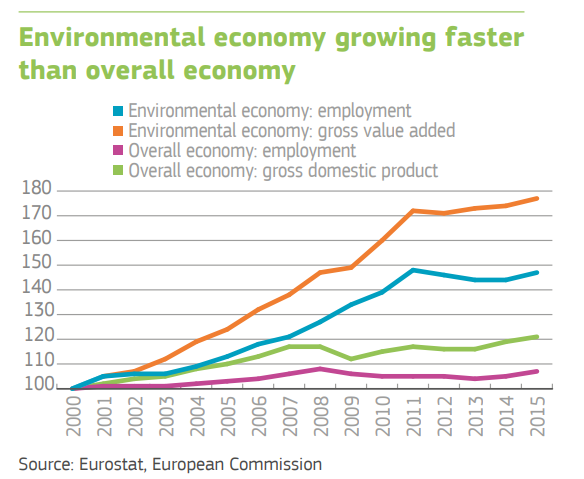 Environmental economy growing faster
than overall economy
Environmental economy: employment
Environmental economy: gross value added
Overall economy: employment
Overall economy: gross domestic product
180
170
160
150
140
130
120
110
100
2000 2001 2002 2003 2004 2005 2006 2007 2008 2009 2010 2011 2012 2013 2014 2015
Source: Eurostat, European Commission